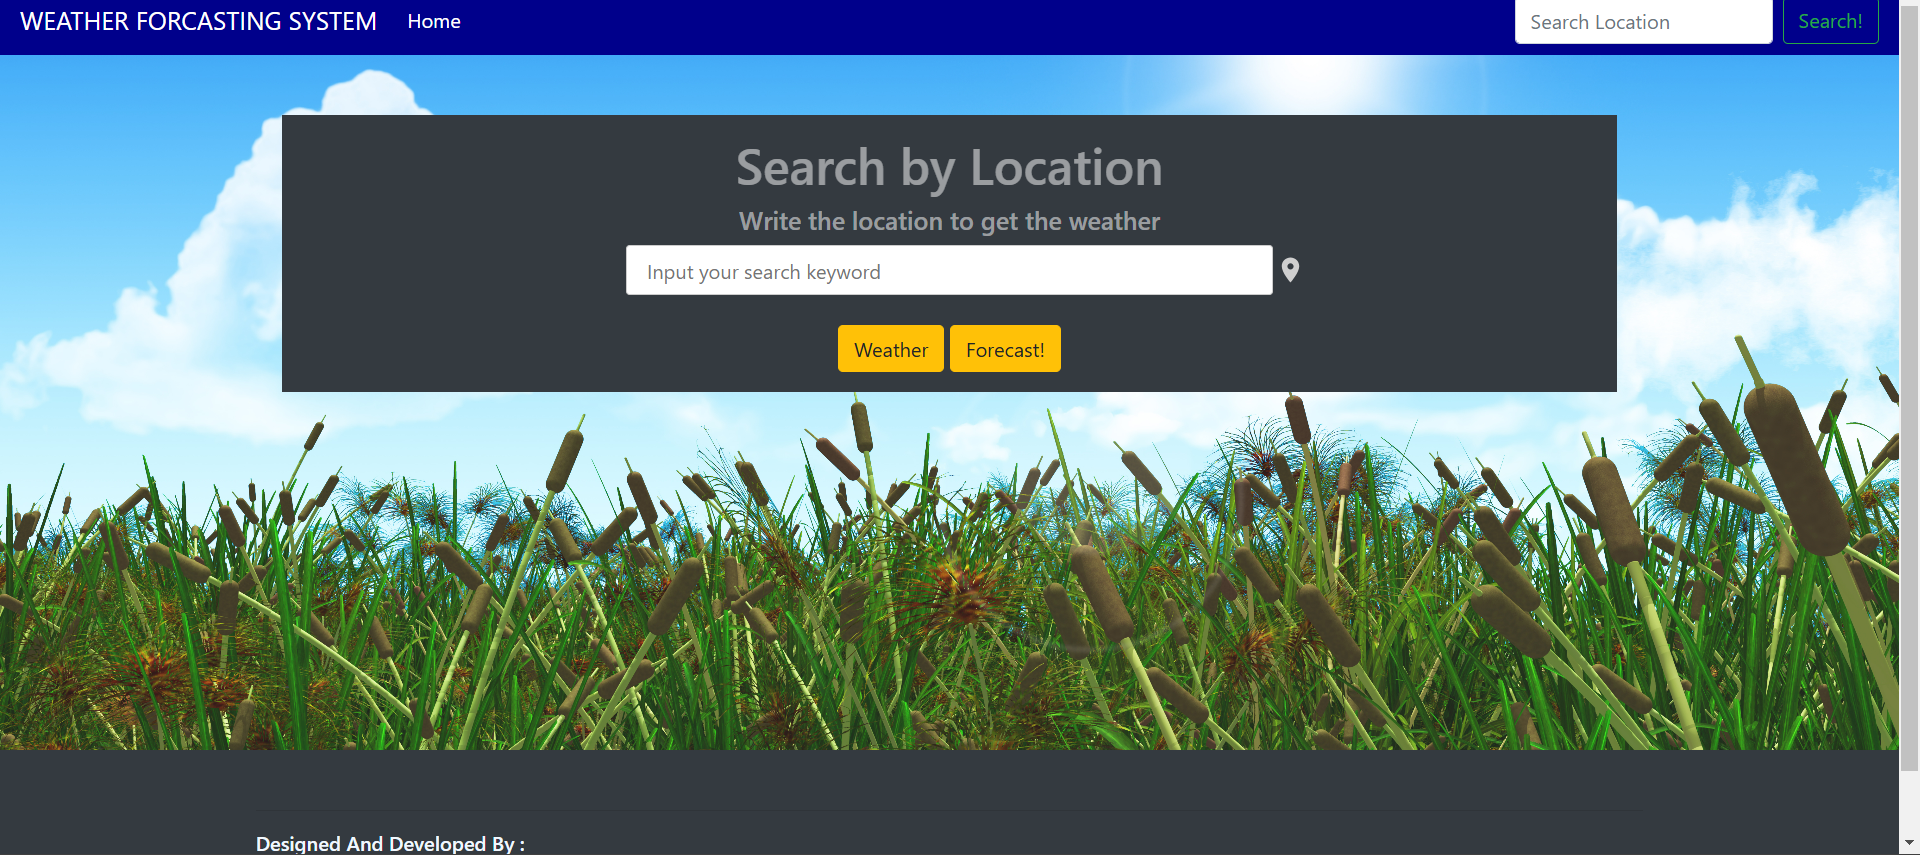 WEATHER FORCASTING SYSTEM Home Search Location Search!
Search by Location
Write the location to get the weather
Input your search keyword
Weather Forecast!
Designed And Developed By :